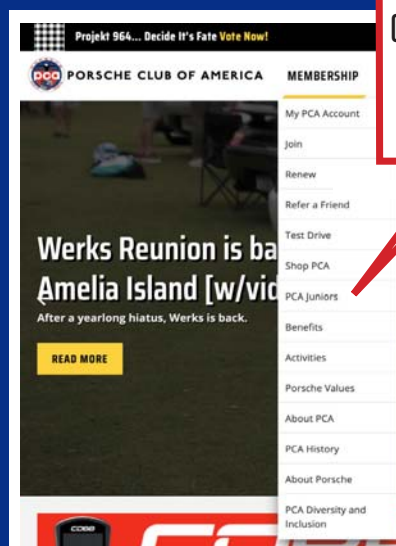 Projekt 964... Decide It's Fate Vote Now!
pca PORSCHE CLUB OF AMERICA
MEMBERSHIP
My PCA Account
Join
Renew
Refer a Friend
Test Drive
Shop PCA
PCA Juniors
Benefits
Activities
Porsche Values
About PCA
PCA History
About Porsche
PCA Diversity and
Inclusion
Werks Reunion is ba
Amelia Island [w/vid
After a yearlong hiatus, Werks is back.
READ MORE
COBB